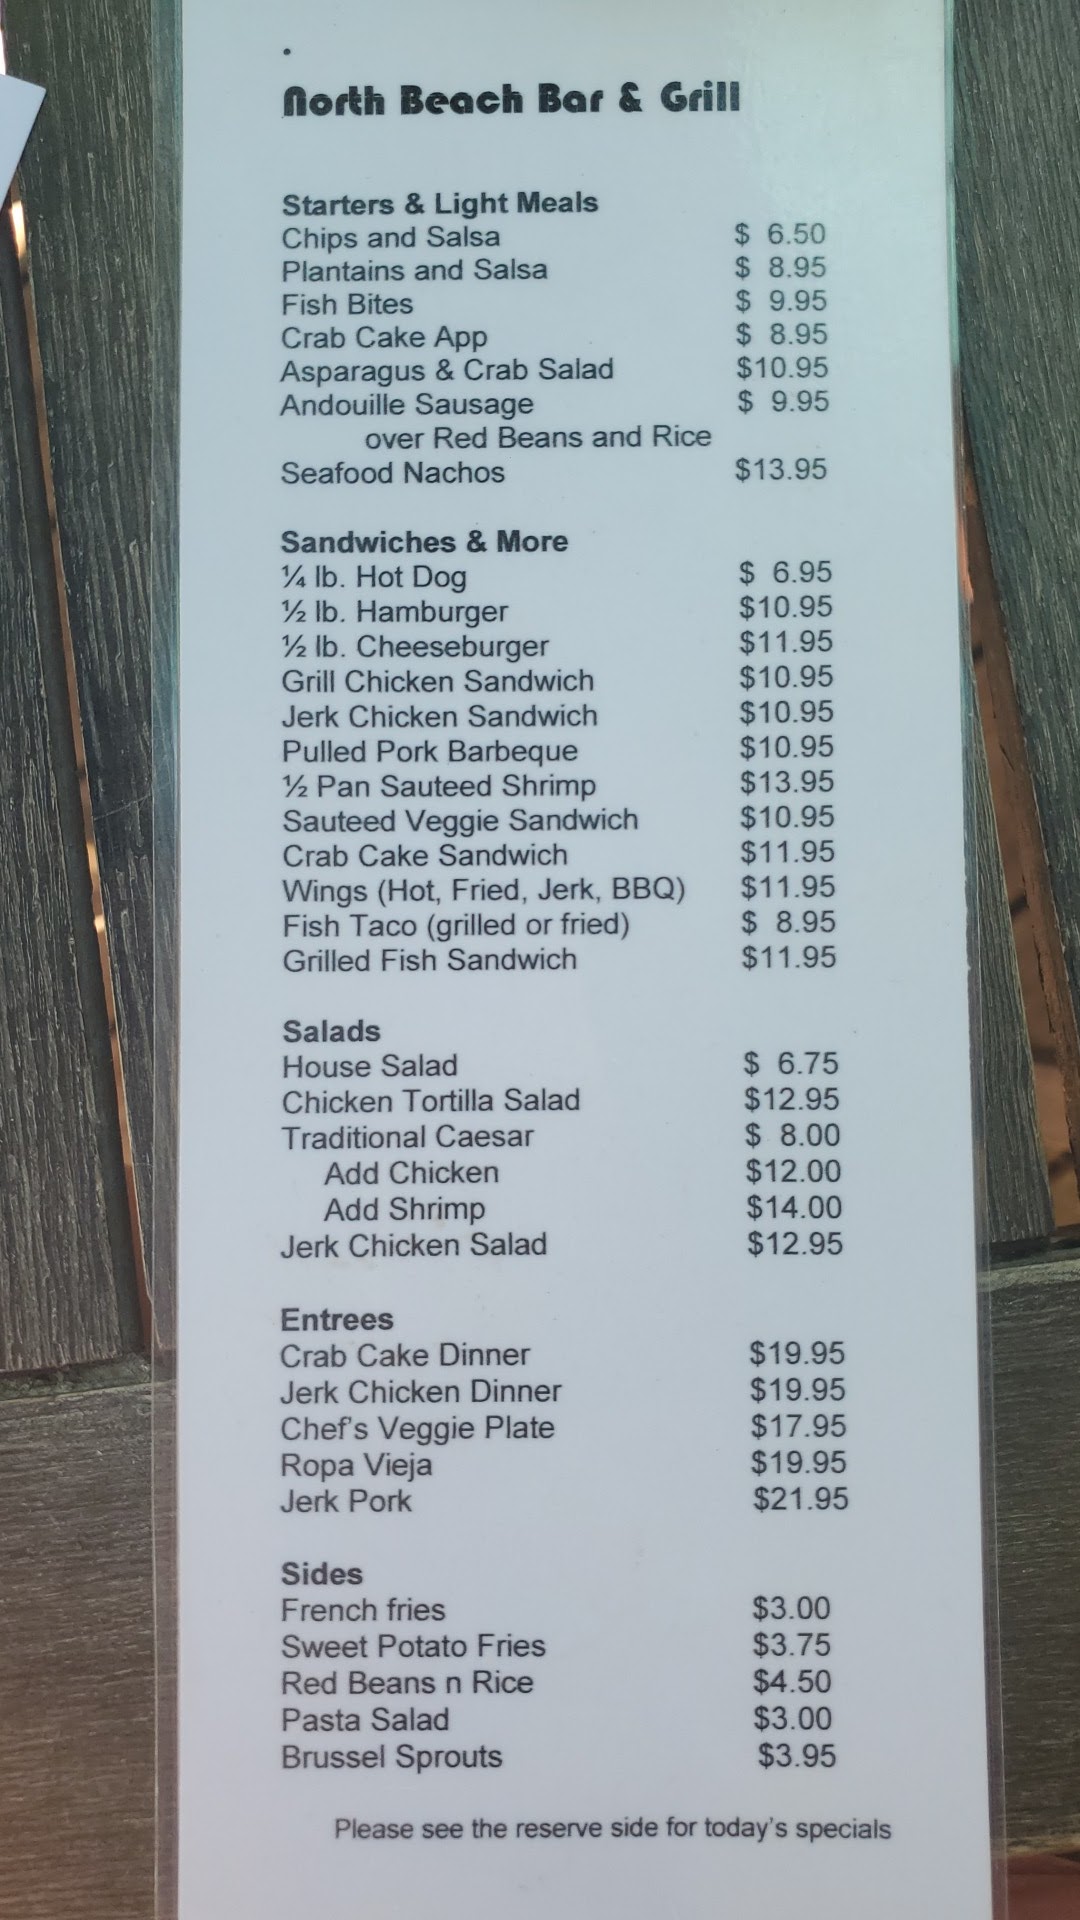 North Beach Bar & Grill
Starters & Light Meals
Chips and Salsa $ 6.50
Plantains and Salsa $ 8.95
Fish Bites $ 9.95
Crab Cake App $ 8.95
Asparagus & Crab Salad $10.95
Andouille Sausage $ 9.95
over Red Beans and Rice
Seafood Nachos $13.95
Sandwiches & More
¼ lb. Hot Dog $ 6.95
½ lb. Hamburger $10.95
½ lb. Cheeseburger $11.95
Grill Chicken Sandwich $10.95
Jerk Chicken Sandwich $10.95
Pulled Pork Barbeque $10.95
½ Pan Sauteed Shrimp $13.95
Sauteed Veggie Sandwich $10.95
Crab Cake Sandwich $11.95
Wings (Hot, Fried, Jerk, BBQ) $11.95
Fish Taco (grilled or fried) $ 8.95
Grilled Fish Sandwich $11.95
Salads
House Salad $ 6.75
Chicken Tortilla Salad $12.95
Traditional Caesar $ 8.00
Add Chicken $12.00
Add Shrimp $14.00
Jerk Chicken Salad $12.95
Entrees
Crab Cake Dinner $19.95
Jerk Chicken Dinner $19.95
Chef's Veggie Plate $17.95
Ropa Vieja $19.95
Jerk Pork $21.95
Sides
French fries $3.00
Sweet Potato Fries $3.75
Red Beans n Rice $4.50
Pasta Salad $3.00
Brussel Sprouts $3.95
Please see the reserve side for today's specials